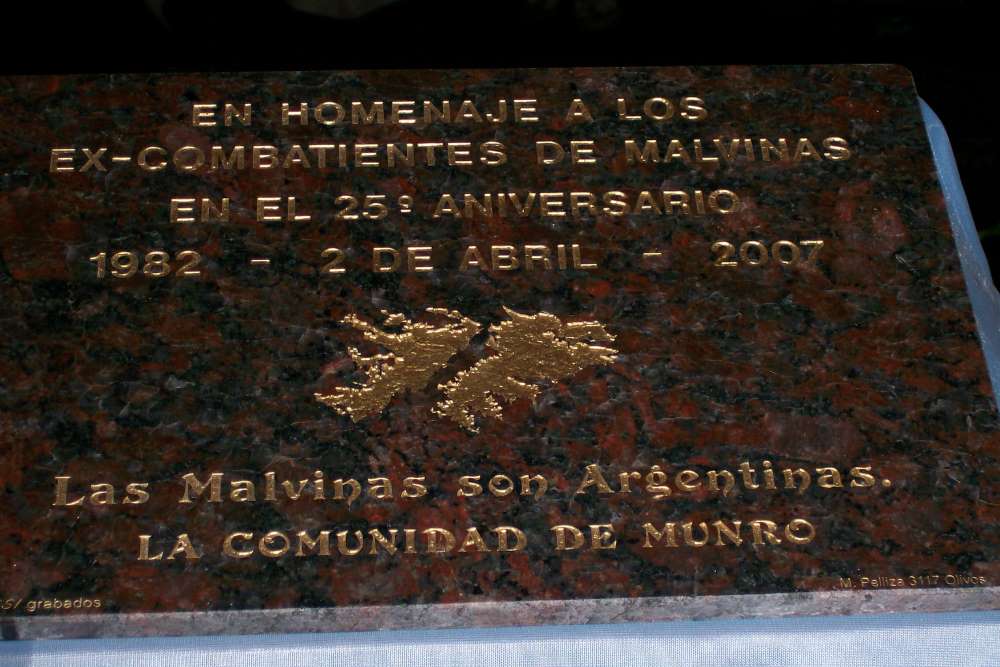 EN HOMENAJE A LOS
EX-COMBATIENTES DE MALVINAS
EN EL 25º ANIVERSARIO
1982 - 2 DE ABRIL - 2007
Las Malvinas son Argentinas.
LA COMUNIDAD DE MUNRO
grabados
M. Pelliza 3117 Olivos